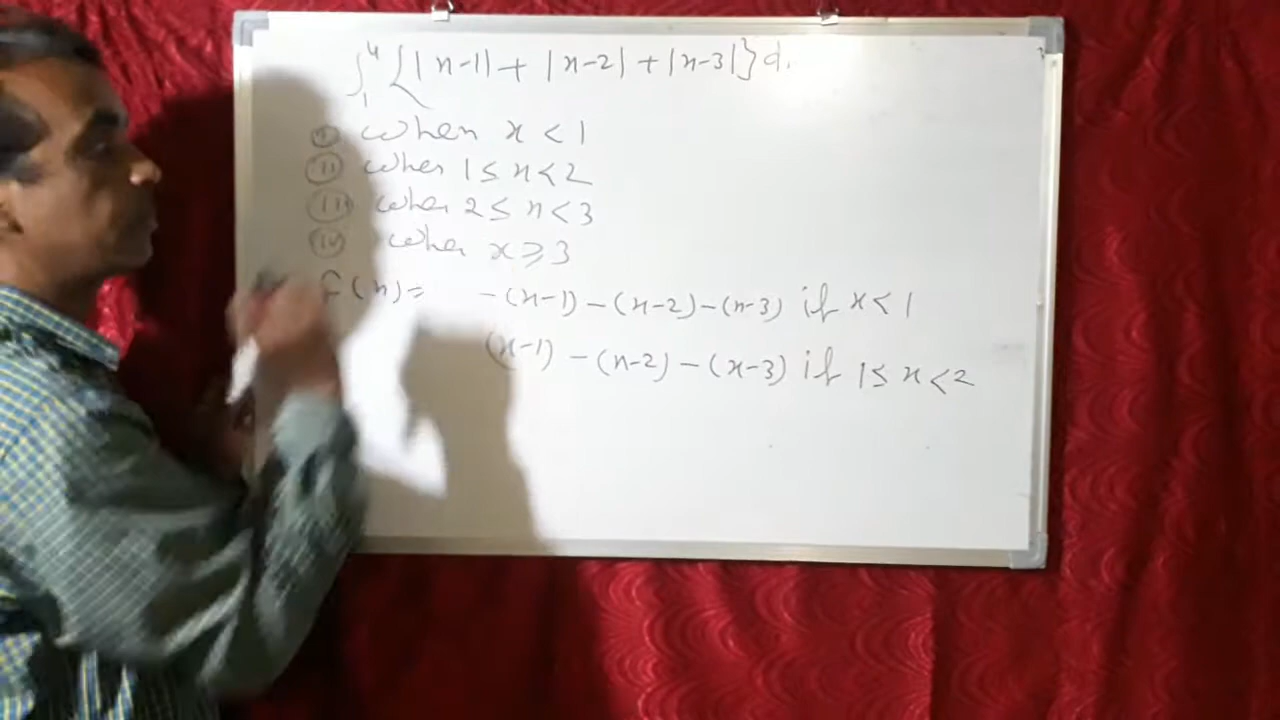 ∫₁⁴ {|x-1| + |x-2| + |x-3|} d
(i) when x < 1
(ii) when 1 ≤ x < 2
(iii) when 2 ≤ x < 3
(iv) when x ≥ 3
f(x) = -(x-1) - (x-2) - (x-3) if x < 1
(x-1) - (x-2) - (x-3) if 1 ≤ x < 2